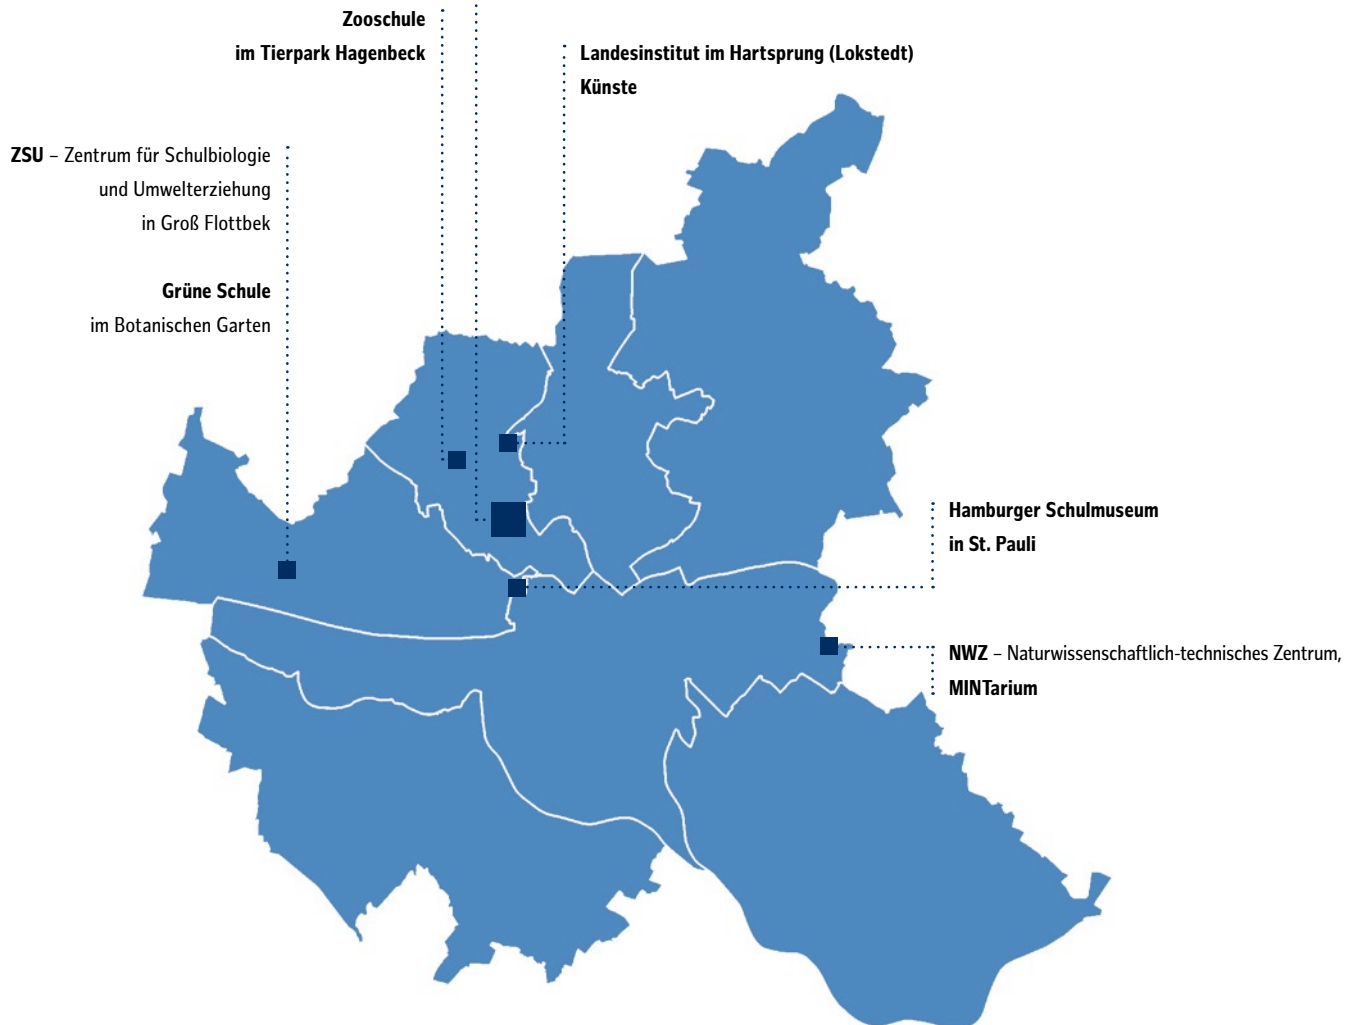 Zooschule
im Tierpark Hagenbeck
Landesinstitut im Hartsprung (Lokstedt)
Künste
ZSU – Zentrum für Schulbiologie
und Umwelterziehung
in Groß Flottbek
Grüne Schule
im Botanischen Garten
Hamburger Schulmuseum
in St. Pauli
NWZ – Naturwissenschaftlich-technisches Zentrum,
MINTarium